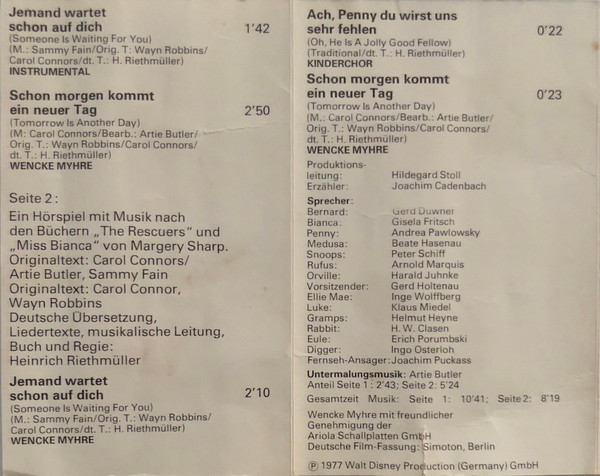 Jemand wartet
schon auf dich 1'42
(Someone Is Waiting For You)
(M.: Sammy Fain/Orig. T: Wayn Robbins/
Carol Connors/dt. T.: H. Riethmüller)
INSTRUMENTAL
Schon morgen kommt
ein neuer Tag 2'50
(Tomorrow Is Another Day)
(M: Carol Connors/Bearb.: Artie Butler/
Orig. T: Wayn Robbins/Carol Connors/
dt. T.: H. Riethmüller)
WENCKE MYHRE
Seite 2:
Ein Hörspiel mit Musik nach
den Büchern „The Rescuers" und
„Miss Bianca" von Margery Sharp.
Originaltext: Carol Connors/
Artie Butler, Sammy Fain
Originaltext: Carol Connor,
Wayn Robbins
Deutsche Übersetzung,
Liedertexte, musikalische Leitung,
Buch und Regie:
Heinrich Riethmüller
Jemand wartet
schon auf dich 2'10
(Someone Is Waiting For You)
(M.: Sammy Fain/Orig. T.: Wayn Robbins/
Carol Connors/dt. T.: H. Riethmüller)
WENCKE MYHRE
Ach, Penny du wirst uns
sehr fehlen 0'22
(Oh, He Is A Jolly Good Fellow)
(Traditional/dt. T.: H. Riethmüller)
KINDERCHOR
Schon morgen kommt
ein neuer Tag 0'23
(Tomorrow Is Another Day)
(M.: Carol Connors/Bearb.: Artie Butler/
Orig. T.: Wayn Robbins/Carol Connors/
dt. T.: H. Riethmüller)
WENCKE MYHRE
Produktions-
leitung: Hildegard Stoll
Erzähler: Joachim Cadenbach
Sprecher:
Bernard: Gerd Duwner
Bianca: Gisela Fritsch
Penny: Andrea Pawlowsky
Medusa: Beate Hasenau
Snoops: Peter Schiff
Rufus: Arnold Marquis
Orville: Harald Juhnke
Vorsitzender: Gerd Holtenau
Ellie Mae: Inge Wolffberg
Luke: Klaus Miedel
Gramps: Helmut Heyne
Rabbit: H. W. Clasen
Eule: Erich Porumbski
Digger: Ingo Osterloh
Fernseh-Ansager: Joachim Puckass
Untermalungsmusik: Artie Butler
Anteil Seite 1: 2'43; Seite 2: 5'24
Gesamtzeit Musik: Seite 1: 10'41; Seite 2: 8'19
Wencke Myhre mit freundlicher
Genehmigung der
Ariola Schallplatten GmbH
Deutsche Film-Fassung: Simoton, Berlin
℗ 1977 Walt Disney Production (Germany) GmbH